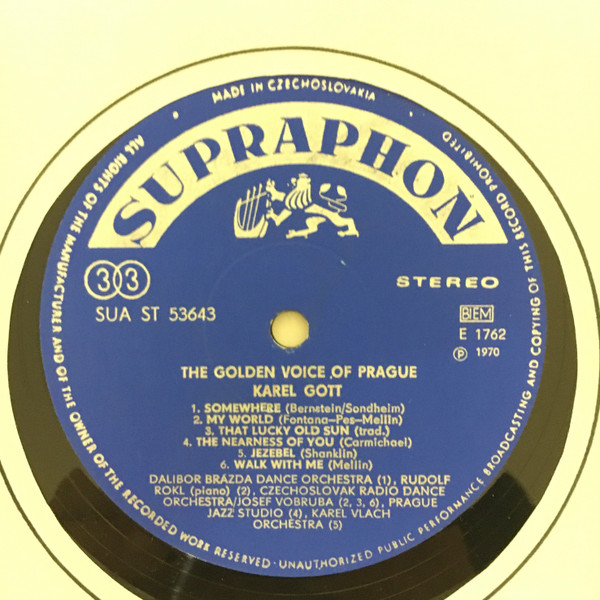 MADE IN CZECHOSLOVAKIA
SUPRAPHON
33
STEREO
SUA ST 53643
BIEM
E 1762
Ⓟ 1970
THE GOLDEN VOICE OF PRAGUE
KAREL GOTT
1. SOMEWHERE (Bernstein/Sondheim)
2. MY WORLD (Fontana-Pes-Mellin)
3. THAT LUCKY OLD SUN (trad.)
4. THE NEARNESS OF YOU (Carmichael)
5. JEZEBEL (Shanklin)
6. WALK WITH ME (Mellin)
DALIBOR BRÁZDA DANCE ORCHESTRA (1), RUDOLF
ROKL (piano) (2), CZECHOSLOVAK RADIO DANCE
ORCHESTRA/JOSEF VOBRUBA (2, 3, 6), PRAGUE
JAZZ STUDIO (4), KAREL VLACH
ORCHESTRA (5)
ALL RIGHTS OF THE MANUFACTURER AND OF THE OWNER OF THE RECORDED WORK RESERVED · UNAUTHORIZED PUBLIC PERFORMANCE BROADCASTING AND COPYING OF THIS RECORD PROHIBITED